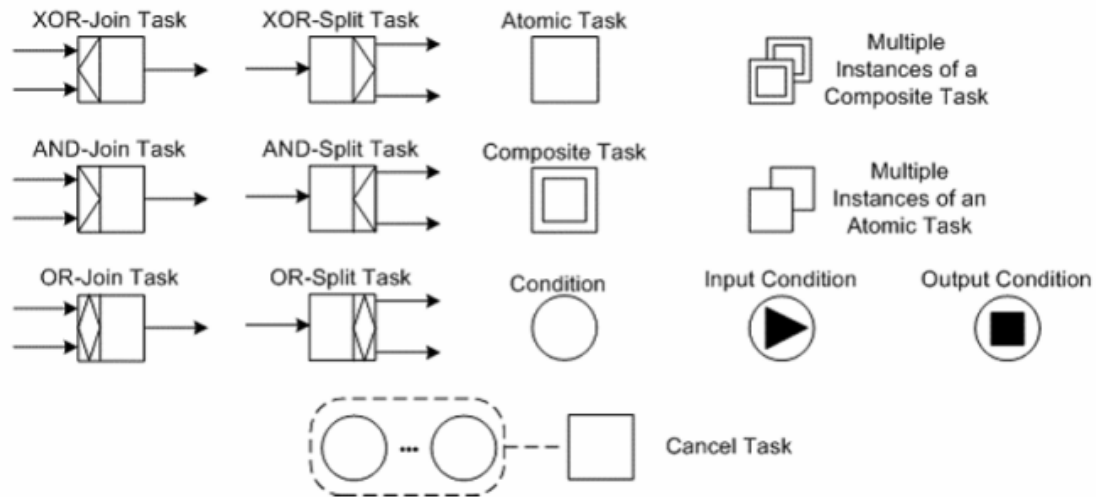 XOR-Join Task
XOR-Split Task
Atomic Task
Multiple
Instances of a
Composite Task
AND-Join Task
AND-Split Task
Composite Task
Multiple
Instances of an
Atomic Task
OR-Join Task
OR-Split Task
Condition
Input Condition
Output Condition
...
Cancel Task